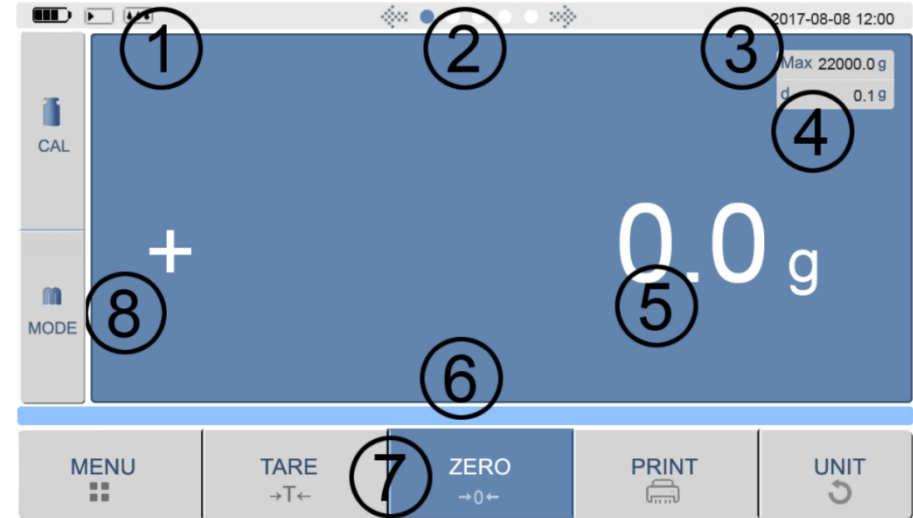 ① ② ③ 2017-08-08 12:00
Max 22000.0 g
d 0.1 g
④
CAL
+ 0.0 g
⑤
MODE
⑧
⑥
MENU TARE ⑦ ZERO PRINT UNIT
→T← →0←